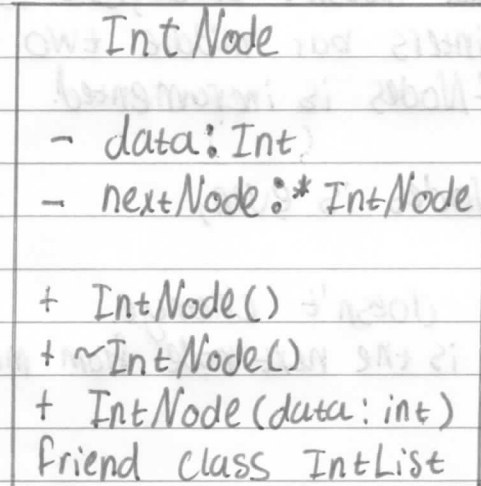 IntNode
- data: Int
- nextNode:* IntNode
+ IntNode()
+ ~IntNode()
+ IntNode(data: int)
friend class IntList